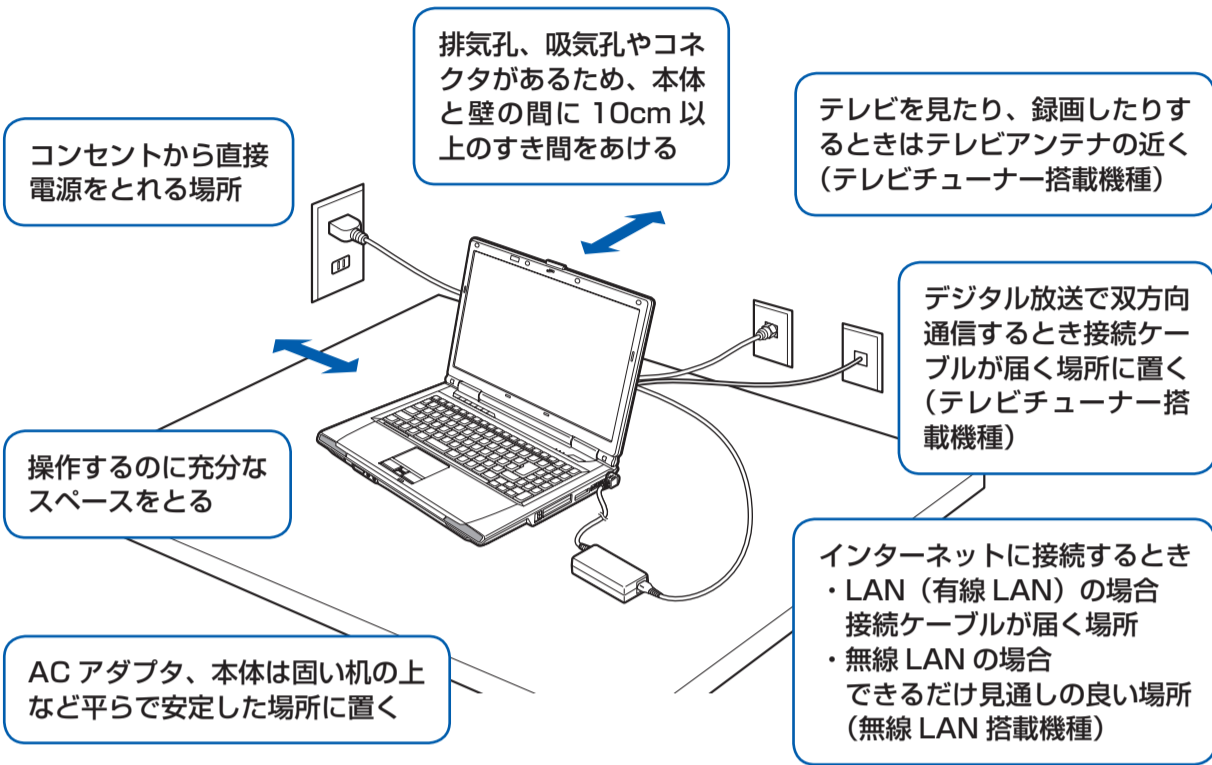 排気孔、吸気孔やコネ
クタがあるため、本体
と壁の間に 10cm 以
上のすき間をあける
コンセントから直接
電源をとれる場所
テレビを見たり、録画したりす
るときはテレビアンテナの近く
(テレビチューナー搭載機種)
デジタル放送で双方向
通信するとき接続ケー
ブルが届く場所に置く
(テレビチューナー搭
載機種)
操作するのに充分な
スペースをとる
インターネットに接続するとき
・LAN(有線 LAN)の場合
接続ケーブルが届く場所
・無線 LAN の場合
できるだけ見通しの良い場所
(無線 LAN 搭載機種)
AC アダプタ、本体は固い机の上
など平らで安定した場所に置く